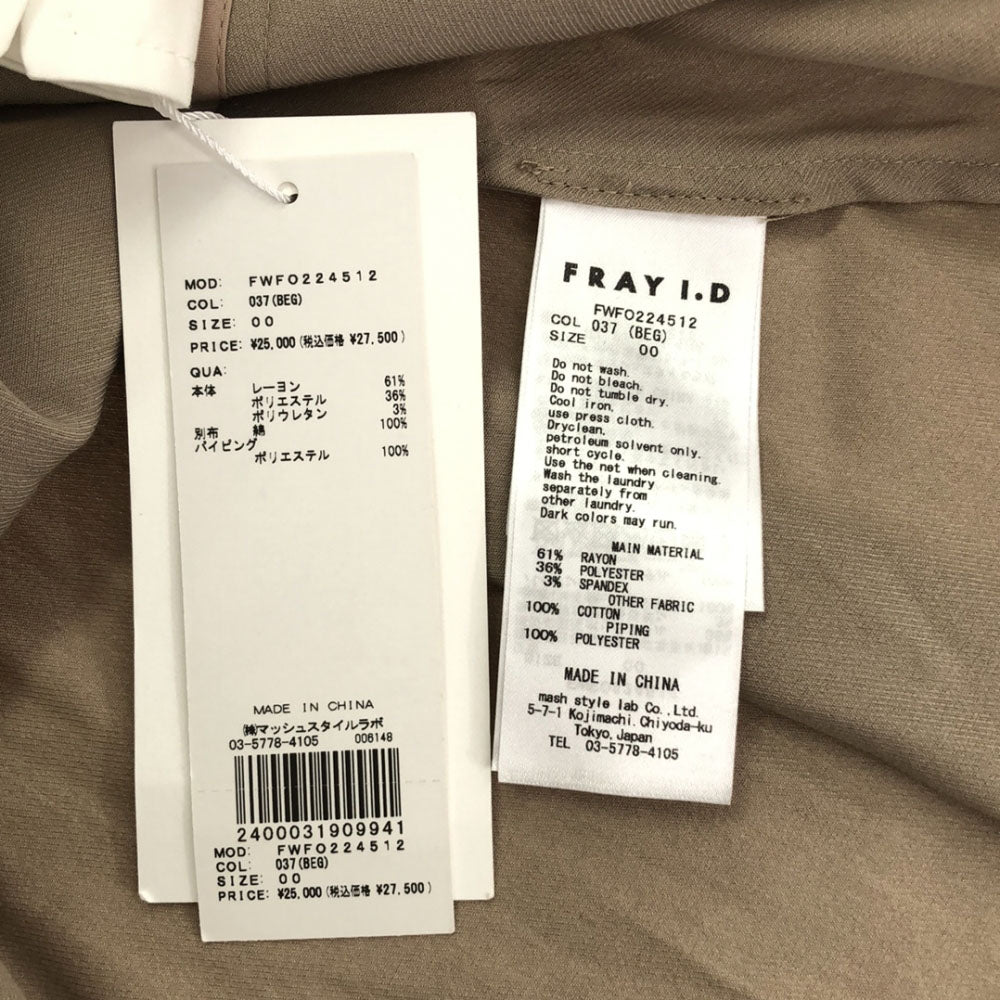 MOD: FWFO224512
COL: 037(BEG)
SIZE: 00
PRICE: ¥25,000(税込価格 ¥27,500)
QUA:
本体 レーヨン 61%
ポリエステル 36%
ポリウレタン 3%
別布 綿 100%
パイピング
ポリエステル 100%
MADE IN CHINA
㈱マッシュスタイルラボ
03-5778-4105 006148
2400031909941
MOD: FWFO224512
COL: 037(BEG)
SIZE: 00
PRICE: ¥25,000(税込価格 ¥27,500)
FRAY I.D
FWFO224512
COL 037 (BEG)
SIZE 00
Do not wash.
Do not bleach.
Do not tumble dry.
Cool iron,
use press cloth.
Dryclean,
petroleum solvent only.
short cycle.
Use the net when cleaning.
Wash the laundry
separately from
other laundry.
Dark colors may run.
MAIN MATERIAL
61% RAYON
36% POLYESTER
3% SPANDEX
OTHER FABRIC
100% COTTON
PIPING
100% POLYESTER
MADE IN CHINA
mash style lab Co.,Ltd.
5-7-1 Kojimachi.Chiyoda-ku
Tokyo,Japan
TEL 03-5778-4105